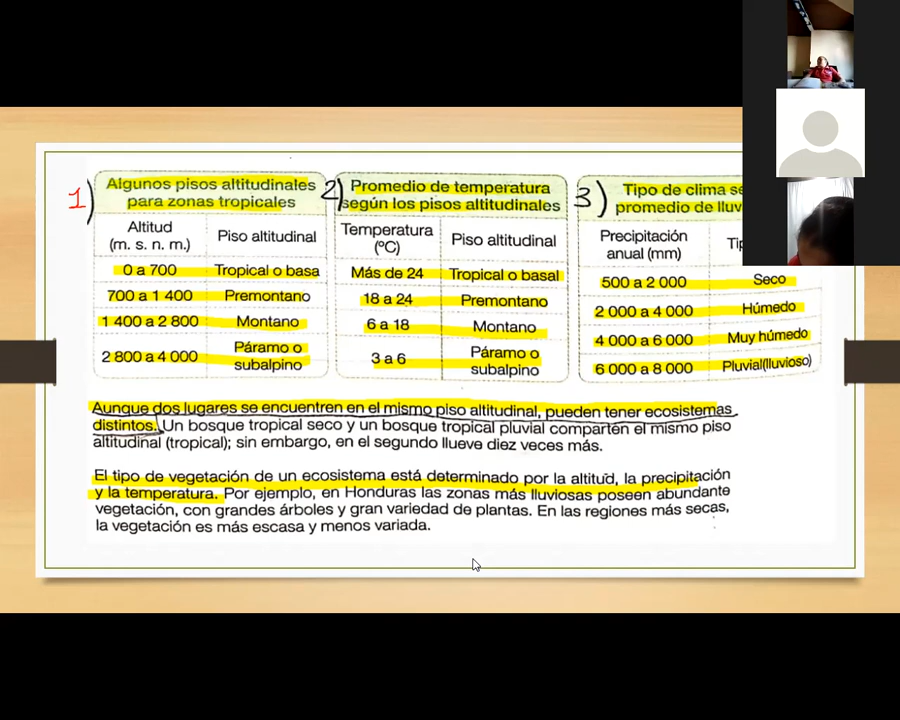 1)
Algunos pisos altitudinales
para zonas tropicales
Altitud
(m. s. n. m.)
Piso altitudinal
0 a 700 Tropical o basa
700 a 1 400 Premontano
1 400 a 2 800 Montano
2 800 a 4 000 Páramo o
subalpino
2)
Promedio de temperatura
según los pisos altitudinales
Temperatura
(ºC)
Piso altitudinal
Más de 24 Tropical o basal
18 a 24 Premontano
6 a 18 Montano
3 a 6 Páramo o
subalpino
3)
Tipo de clima
promedio de
Precipitación
anual (mm)
500 a 2 000 Seco
2 000 a 4 000 Húmedo
4 000 a 6 000 Muy húmedo
6 000 a 8 000 Pluvial(lluvioso)
Aunque dos lugares se encuentren en el mismo piso altitudinal, pueden tener ecosistemas
distintos. Un bosque tropical seco y un bosque tropical pluvial comparten el mismo piso
altitudinal (tropical); sin embargo, en el segundo llueve diez veces más.
El tipo de vegetación de un ecosistema está determinado por la altitud, la precipitación
y la temperatura. Por ejemplo, en Honduras las zonas más lluviosas poseen abundante
vegetación, con grandes árboles y gran variedad de plantas. En las regiones más secas,
la vegetación es más escasa y menos variada.